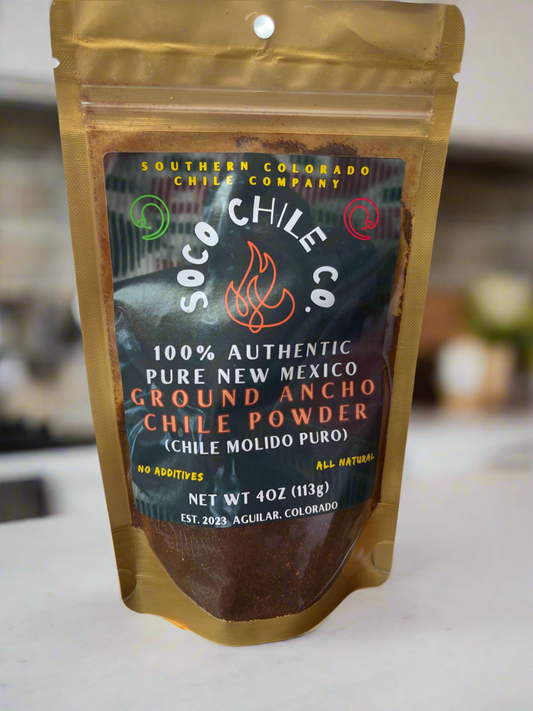 SOUTHERN COLORADO
CHILE COMPANY
SOCO CHILE CO.
100% AUTHENTIC
PURE NEW MEXICO
GROUND ANCHO
CHILE POWDER
(CHILE MOLIDO PURO)
NO ADDITIVES
ALL NATURAL
NET WT 4OZ (113g)
EST. 2023 AGUILAR, COLORADO